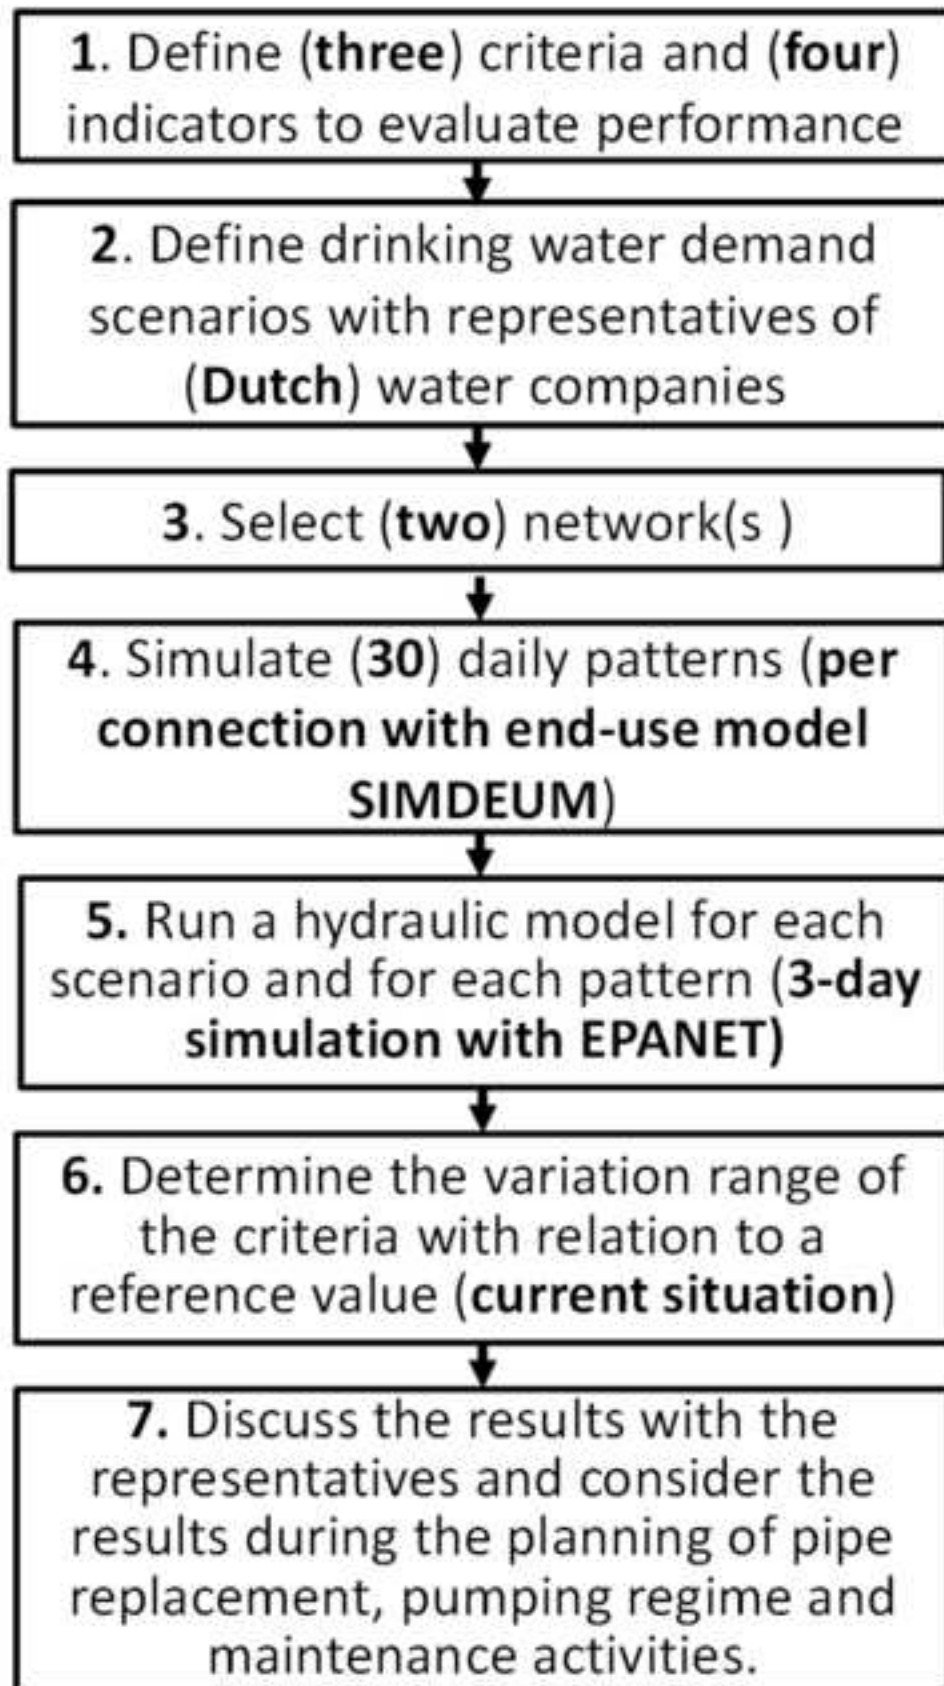 1. Define (three) criteria and (four)
indicators to evaluate performance
2. Define drinking water demand
scenarios with representatives of
(Dutch) water companies
3. Select (two) network(s )
4. Simulate (30) daily patterns (per
connection with end-use model
SIMDEUM)
5. Run a hydraulic model for each
scenario and for each pattern (3-day
simulation with EPANET)
6. Determine the variation range of
the criteria with relation to a
reference value (current situation)
7. Discuss the results with the
representatives and consider the
results during the planning of pipe
replacement, pumping regime and
maintenance activities.